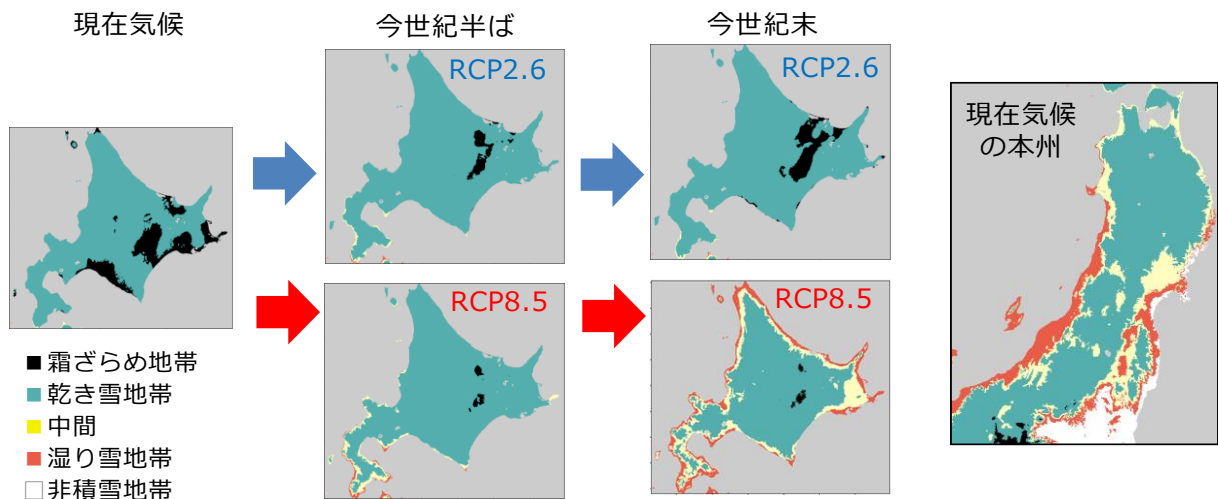 現在気候
今世紀半ば
今世紀末
RCP2.6
RCP2.6
現在気候
の本州
RCP8.5
RCP8.5
霜ざらめ地帯
乾き雪地帯
中間
湿り雪地帯
非積雪地帯